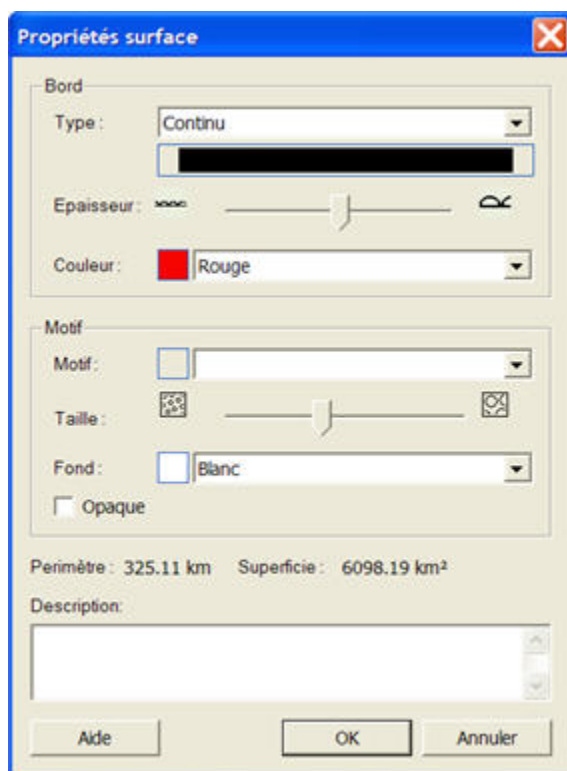 Propriétés surface
Bord
Type : Continu
Epaisseur :
Couleur : Rouge
Motif
Motif :
Taille :
Fond : Blanc
Opaque
Perimètre : 325.11 km Superficie : 6098.19 km²
Description:
Aide OK Annuler